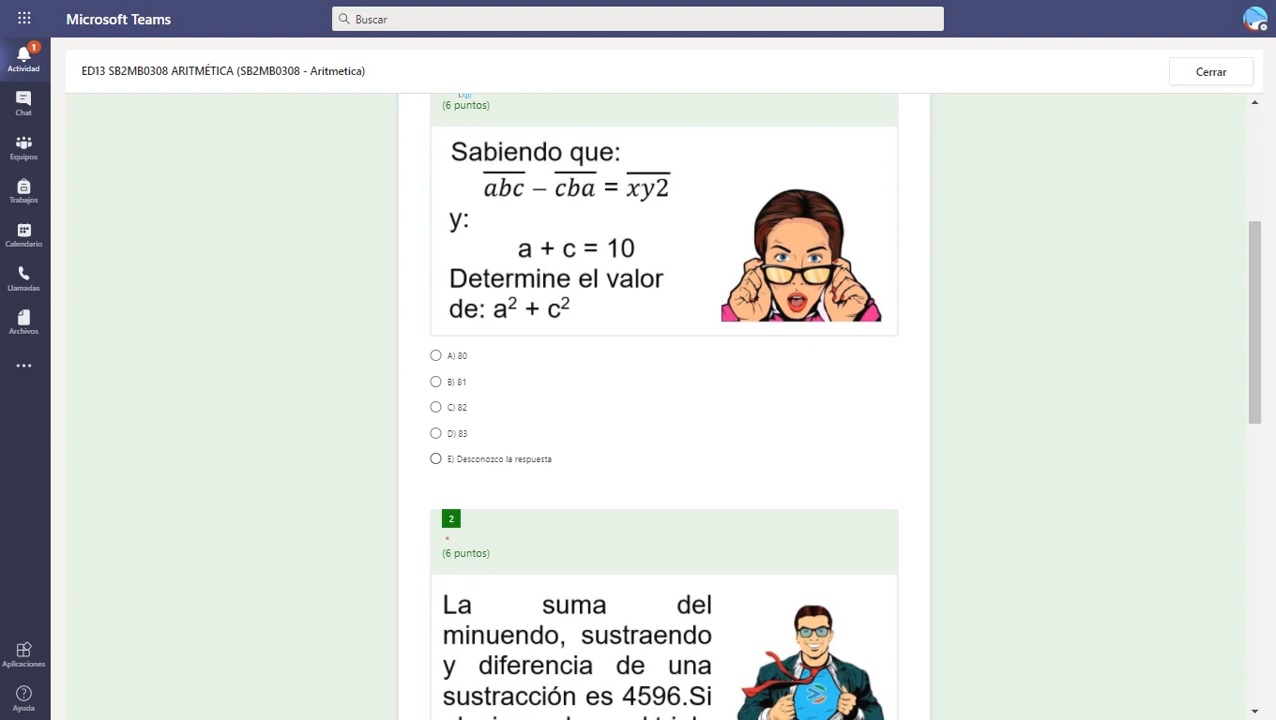 Microsoft Teams
Buscar
1
Actividad
Chat
Equipos
Trabajos
Calendario
Llamadas
Archivos
Aplicaciones
Ayuda
ED13 SB2MB0308 ARITMÉTICA (SB2MB0308 - Aritmetica)
Cerrar
(6 puntos)
Sabiendo que:
abc – cba = xy2
y:
a + c = 10
Determine el valor
de: a² + c²
A) 80
B) 81
C) 82
D) 83
E) Desconozco la respuesta
2
*
(6 puntos)
La suma del
minuendo, sustraendo
y diferencia de una
sustracción es 4596.Si